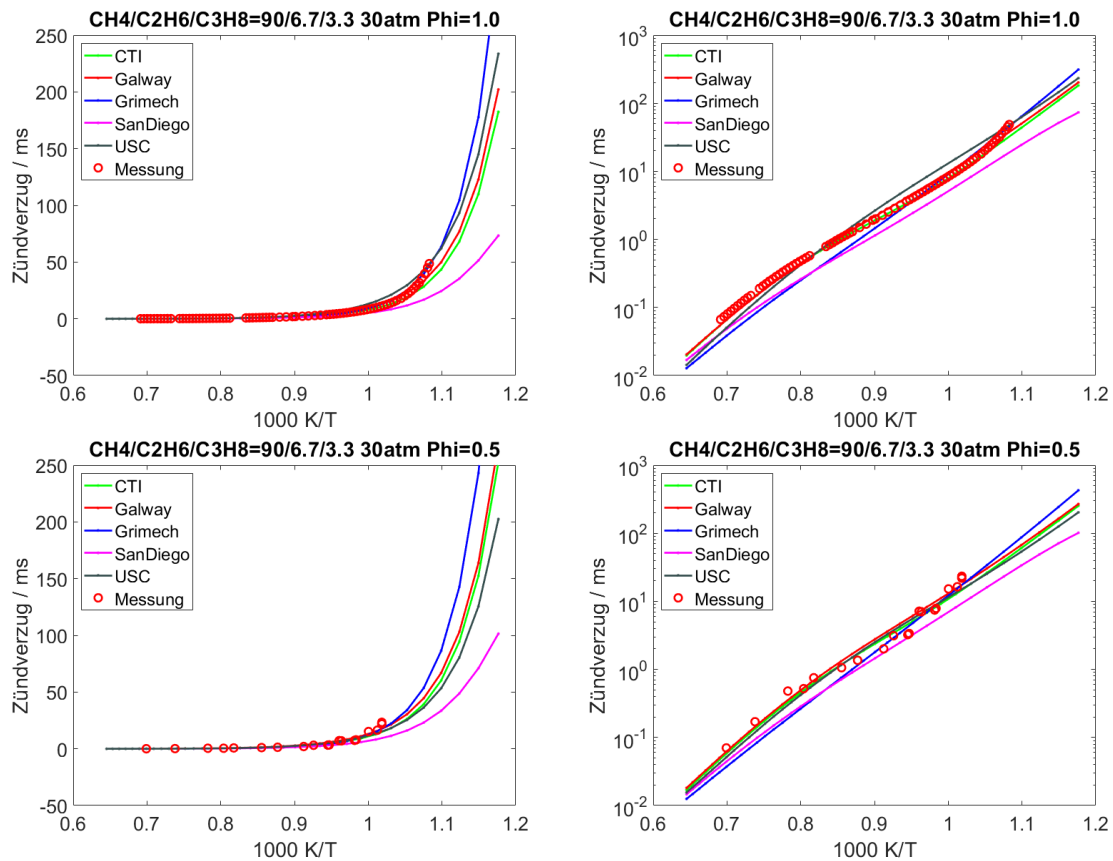 CH4/C2H6/C3H8=90/6.7/3.3 30atm Phi=1.0
250
200
150
100
50
0
-50
Zündverzug / ms
CTI
Galway
Grimech
SanDiego
USC
Messung
0.6 0.7 0.8 0.9 1 1.1 1.2
1000 K/T
CH4/C2H6/C3H8=90/6.7/3.3 30atm Phi=1.0
10^3
10^2
10^1
10^0
10^-1
10^-2
Zündverzug / ms
CTI
Galway
Grimech
SanDiego
USC
Messung
0.6 0.7 0.8 0.9 1 1.1 1.2
1000 K/T
CH4/C2H6/C3H8=90/6.7/3.3 30atm Phi=0.5
250
200
150
100
50
0
-50
Zündverzug / ms
CTI
Galway
Grimech
SanDiego
USC
Messung
0.6 0.7 0.8 0.9 1 1.1 1.2
1000 K/T
CH4/C2H6/C3H8=90/6.7/3.3 30atm Phi=0.5
10^3
10^2
10^1
10^0
10^-1
10^-2
Zündverzug / ms
CTI
Galway
Grimech
SanDiego
USC
Messung
0.6 0.7 0.8 0.9 1 1.1 1.2
1000 K/T